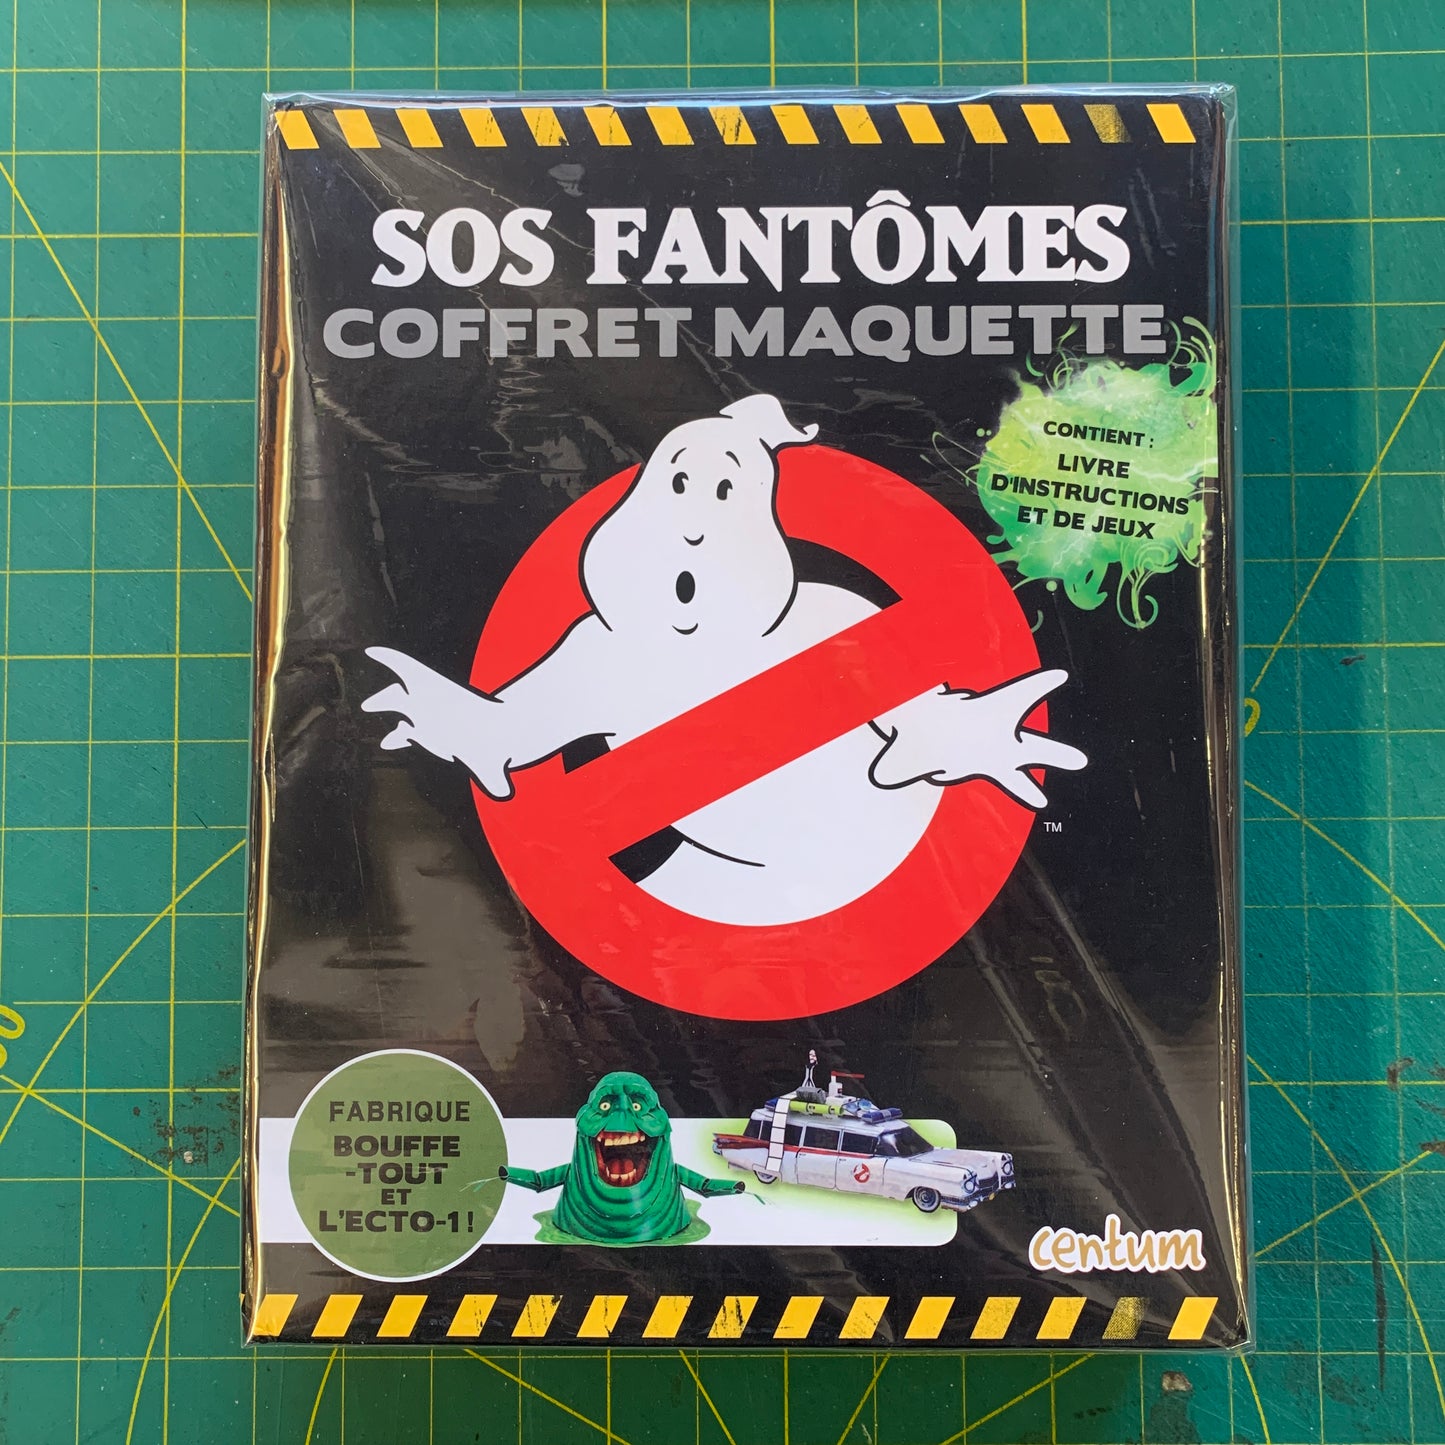 SOS FANTÔMES
COFFRET MAQUETTE
CONTIENT :
LIVRE
D'INSTRUCTIONS
ET DE JEUX
TM
FABRIQUE
BOUFFE
-TOUT
ET
L'ECTO-1!
centum